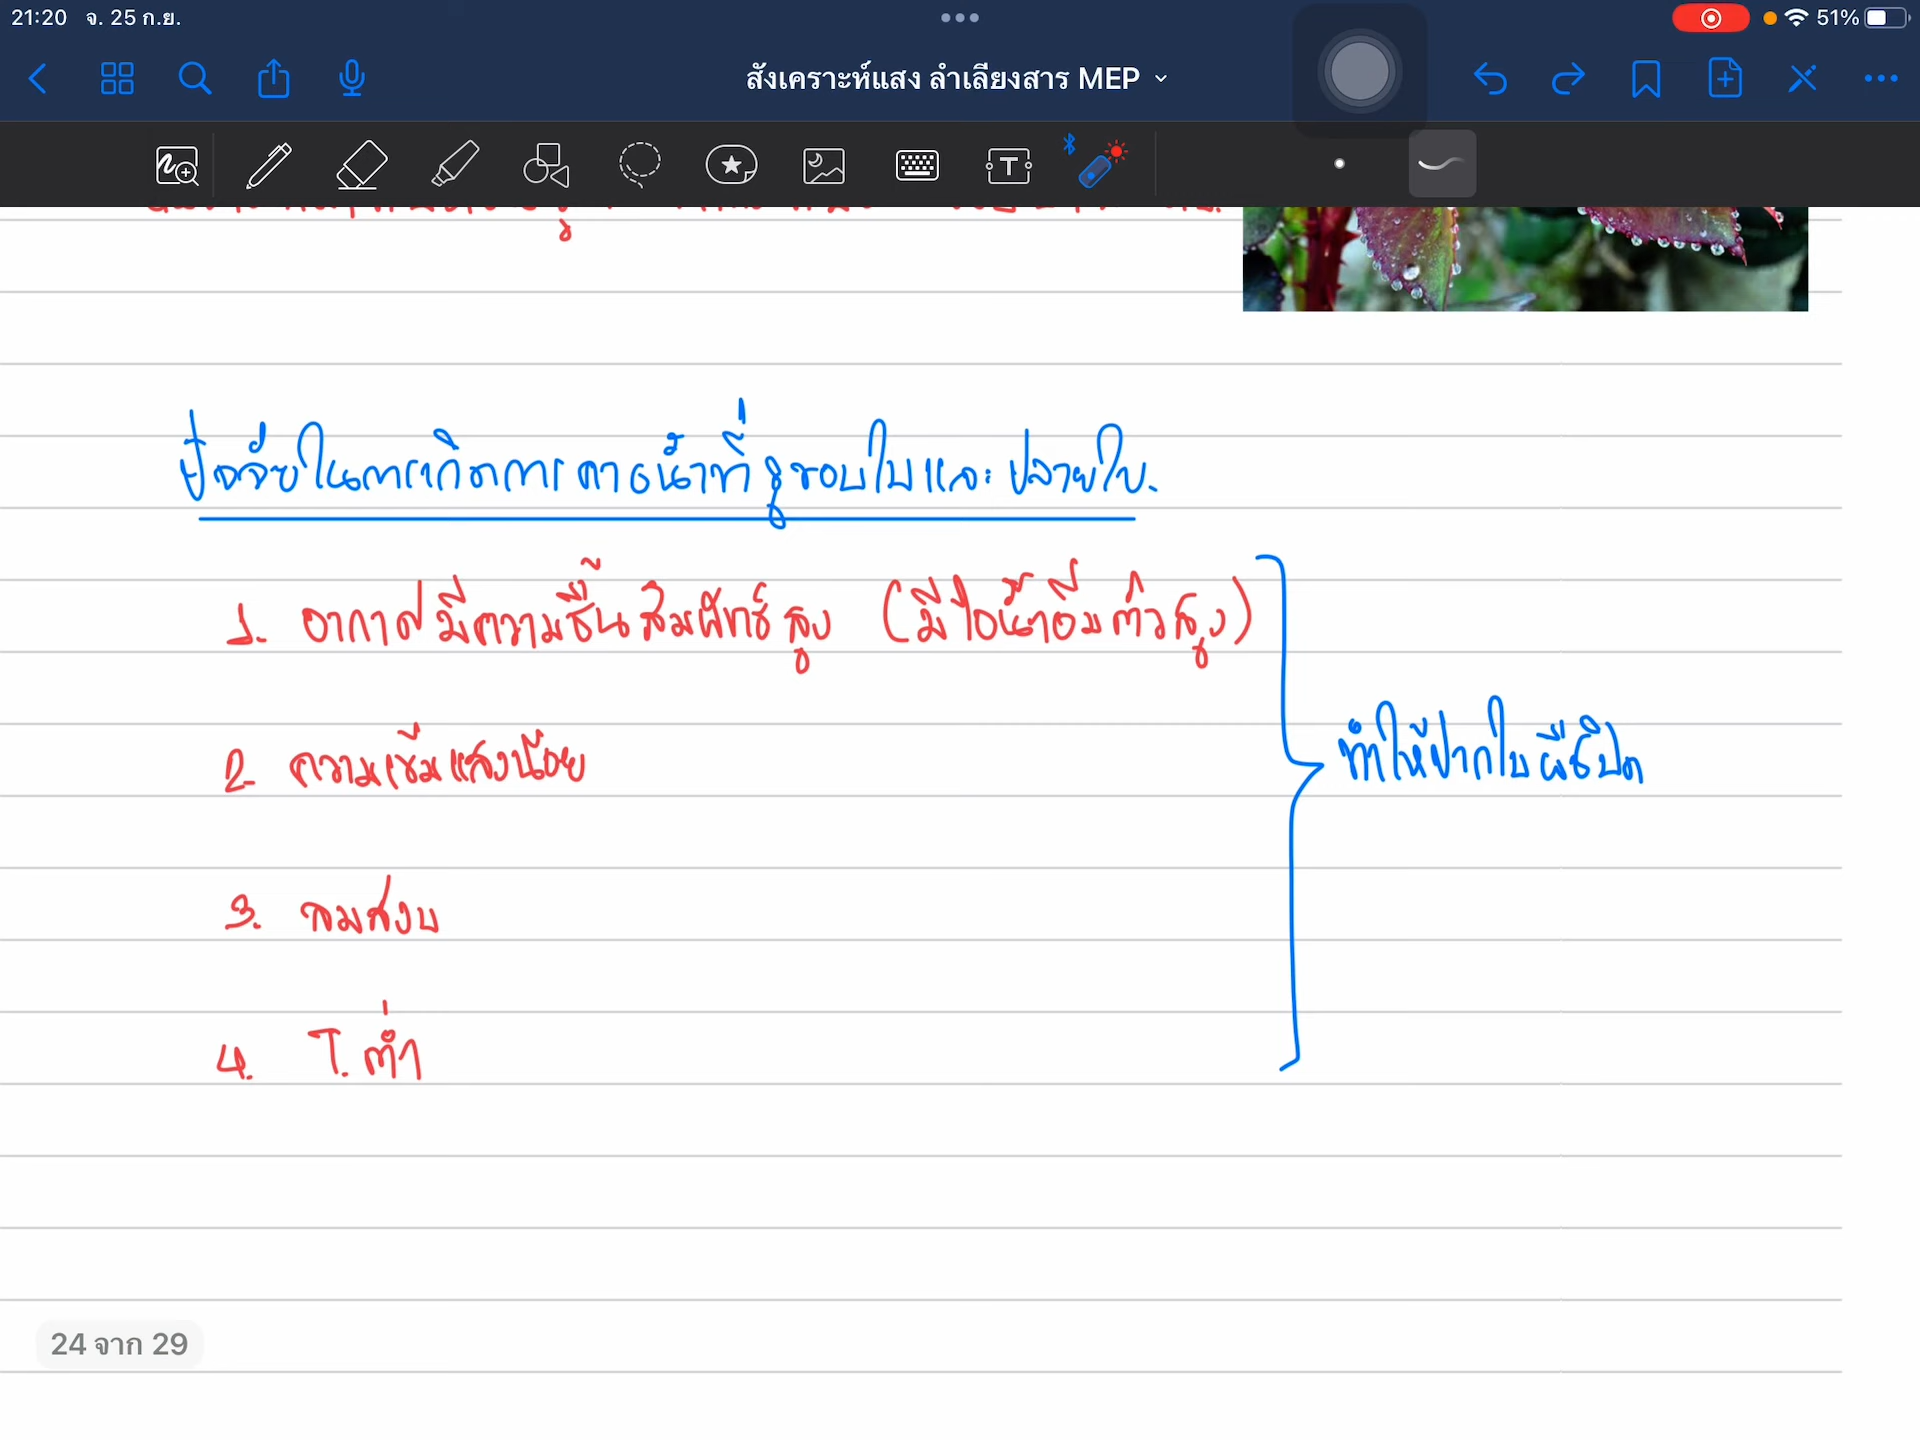 21:20 จ. 25 ก.ย.
51%
สังเคราะห์แสง ลำเลียงสาร MEP
ปัจจัยในการเกิดการคายน้ำที่รูขอบใบและปลายใบ.
1. อากาศมีความชื้นสัมพัทธ์สูง (มีไอน้ำอิ่มตัวสูง)
2. ความเข้มแสงน้อย
ทำให้ปากใบพืชปิด
3. ลมสงบ
4. T. ต่ำ
24 จาก 29